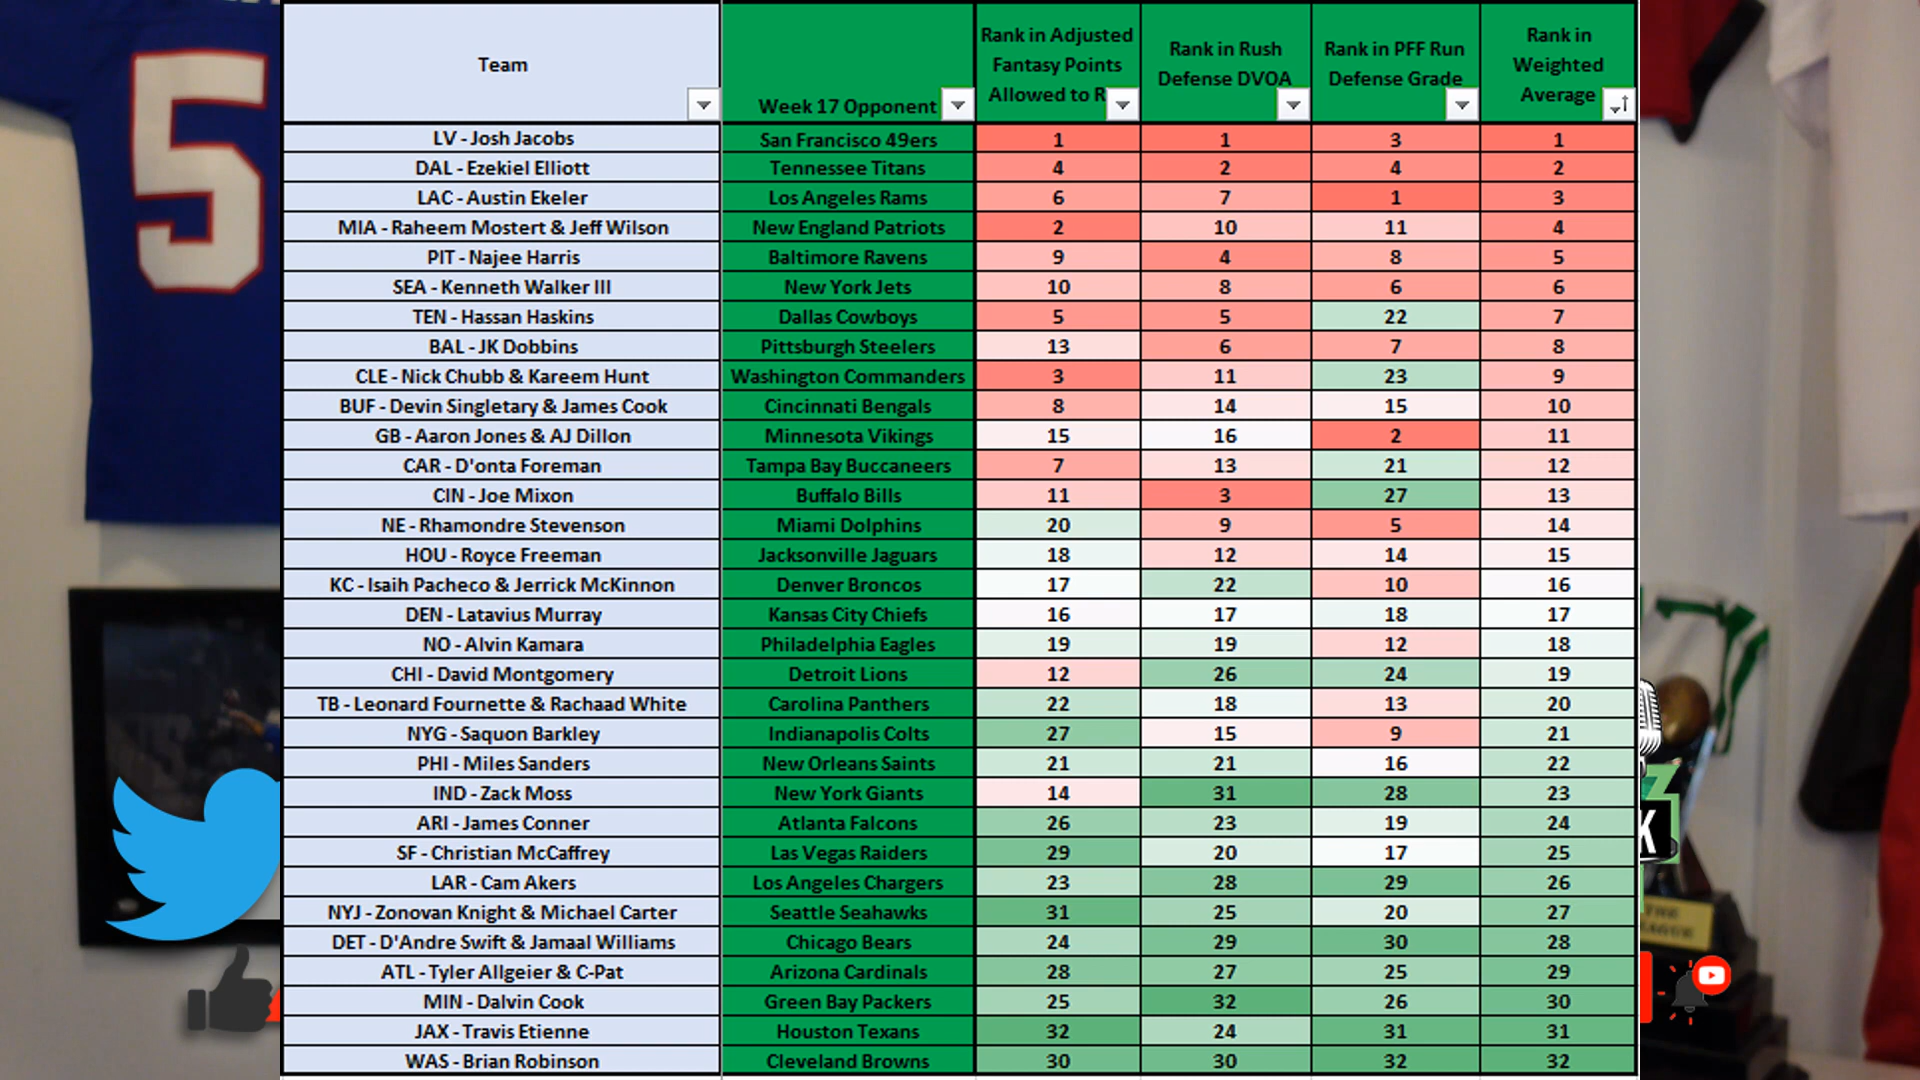 5
Team
Week 17 Opponent
Rank in Adjusted
Fantasy Points
Allowed to R
Rank in Rush
Defense DVOA
Rank in PFF Run
Defense Grade
Rank in
Weighted
Average
LV - Josh Jacobs San Francisco 49ers 1 1 3 1
DAL - Ezekiel Elliott Tennessee Titans 4 2 4 2
LAC - Austin Ekeler Los Angeles Rams 6 7 1 3
MIA - Raheem Mostert & Jeff Wilson New England Patriots 2 10 11 4
PIT - Najee Harris Baltimore Ravens 9 4 8 5
SEA - Kenneth Walker III New York Jets 10 8 6 6
TEN - Hassan Haskins Dallas Cowboys 5 5 22 7
BAL - JK Dobbins Pittsburgh Steelers 13 6 7 8
CLE - Nick Chubb & Kareem Hunt Washington Commanders 3 11 23 9
BUF - Devin Singletary & James Cook Cincinnati Bengals 8 14 15 10
GB - Aaron Jones & AJ Dillon Minnesota Vikings 15 16 2 11
CAR - D'onta Foreman Tampa Bay Buccaneers 7 13 21 12
CIN - Joe Mixon Buffalo Bills 11 3 27 13
NE - Rhamondre Stevenson Miami Dolphins 20 9 5 14
HOU - Royce Freeman Jacksonville Jaguars 18 12 14 15
KC - Isaih Pacheco & Jerrick McKinnon Denver Broncos 17 22 10 16
DEN - Latavius Murray Kansas City Chiefs 16 17 18 17
NO - Alvin Kamara Philadelphia Eagles 19 19 12 18
CHI - David Montgomery Detroit Lions 12 26 24 19
TB - Leonard Fournette & Rachaad White Carolina Panthers 22 18 13 20
NYG - Saquon Barkley Indianapolis Colts 27 15 9 21
PHI - Miles Sanders New Orleans Saints 21 21 16 22
IND - Zack Moss New York Giants 14 31 28 23
ARI - James Conner Atlanta Falcons 26 23 19 24
SF - Christian McCaffrey Las Vegas Raiders 29 20 17 25
LAR - Cam Akers Los Angeles Chargers 23 28 29 26
NYJ - Zonovan Knight & Michael Carter Seattle Seahawks 31 25 20 27
DET - D'Andre Swift & Jamaal Williams Chicago Bears 24 29 30 28
ATL - Tyler Allgeier & C-Pat Arizona Cardinals 28 27 25 29
MIN - Dalvin Cook Green Bay Packers 25 32 26 30
JAX - Travis Etienne Houston Texans 32 24 31 31
WAS - Brian Robinson Cleveland Browns 30 30 32 32
K
THE